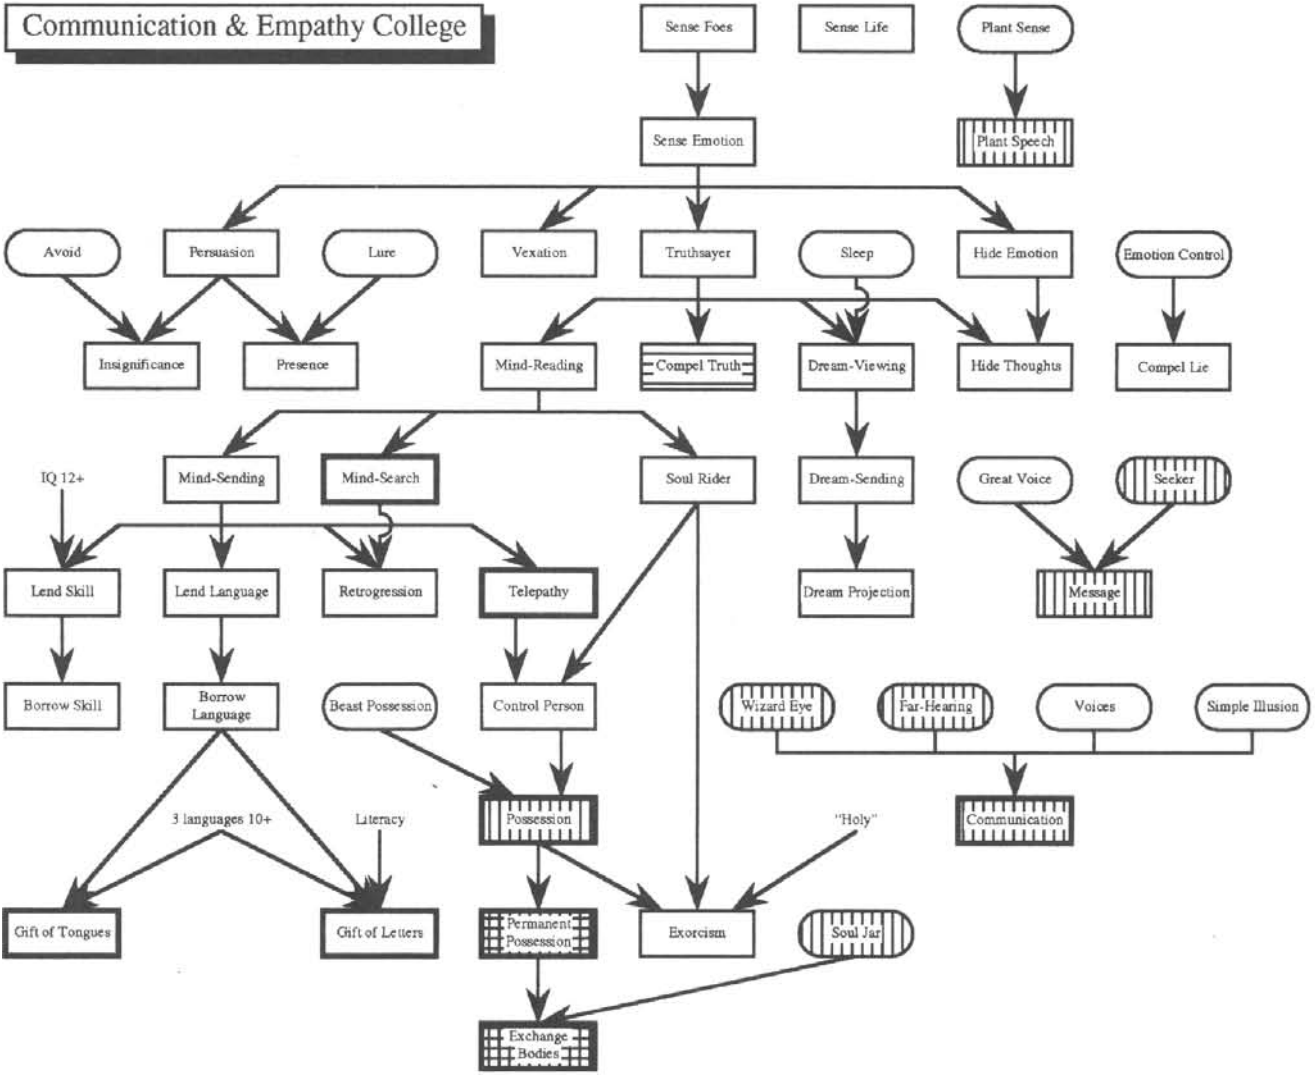 Communication & Empathy College
Sense Foes
Sense Life
Plant Sense
Sense Emotion
Plant Speech
Avoid
Persuasion
Lure
Vexation
Truthsayer
Sleep
Hide Emotion
Emotion Control
Insignificance
Presence
Mind-Reading
Compel Truth
Dream-Viewing
Hide Thoughts
Compel Lie
IQ 12+
Mind-Sending
Mind-Search
Soul Rider
Dream-Sending
Great Voice
Seeker
Lend Skill
Lend Language
Retrogression
Telepathy
Dream Projection
Message
Borrow Skill
Borrow
Language
Beast Possession
Control Person
Wizard Eye
Far-Hearing
Voices
Simple Illusion
3 languages 10+
Literacy
Possession
"Holy"
Communication
Gift of Tongues
Gift of Letters
Permanent
Possession
Exorcism
Soul Jar
Exchange
Bodies